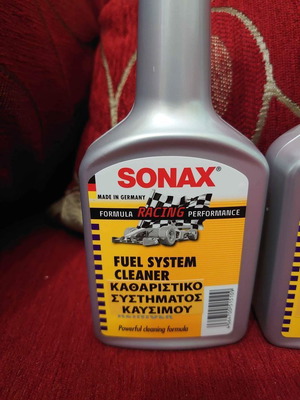 SONAX®
MADE IN GERMANY
FORMULA RACING PERFORMANCE
FUEL SYSTEM
CLEANER
ΚΑΘΑΡΙΣΤΙΚΟ
ΣΥΣΤΗΜΑΤΟΣ
ΚΑΥΣΙΜΟΥ
Powerful cleaning formula